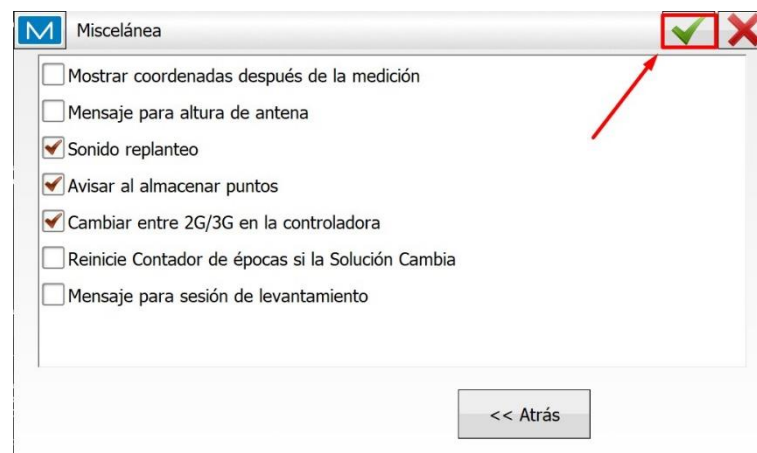 Miscelánea
Mostrar coordenadas después de la medición
Mensaje para altura de antena
Sonido replanteo
Avisar al almacenar puntos
Cambiar entre 2G/3G en la controladora
Reinicie Contador de épocas si la Solución Cambia
Mensaje para sesión de levantamiento
<< Atrás